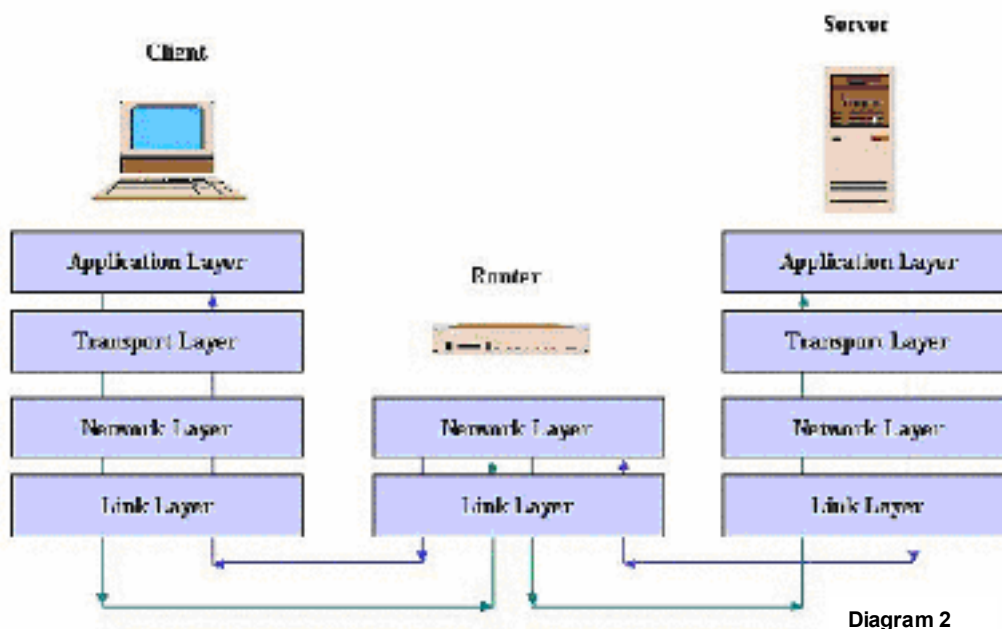 Client
Server
Application Layer
Transport Layer
Network Layer
Link Layer
Router
Network Layer
Link Layer
Application Layer
Transport Layer
Network Layer
Link Layer
Diagram 2